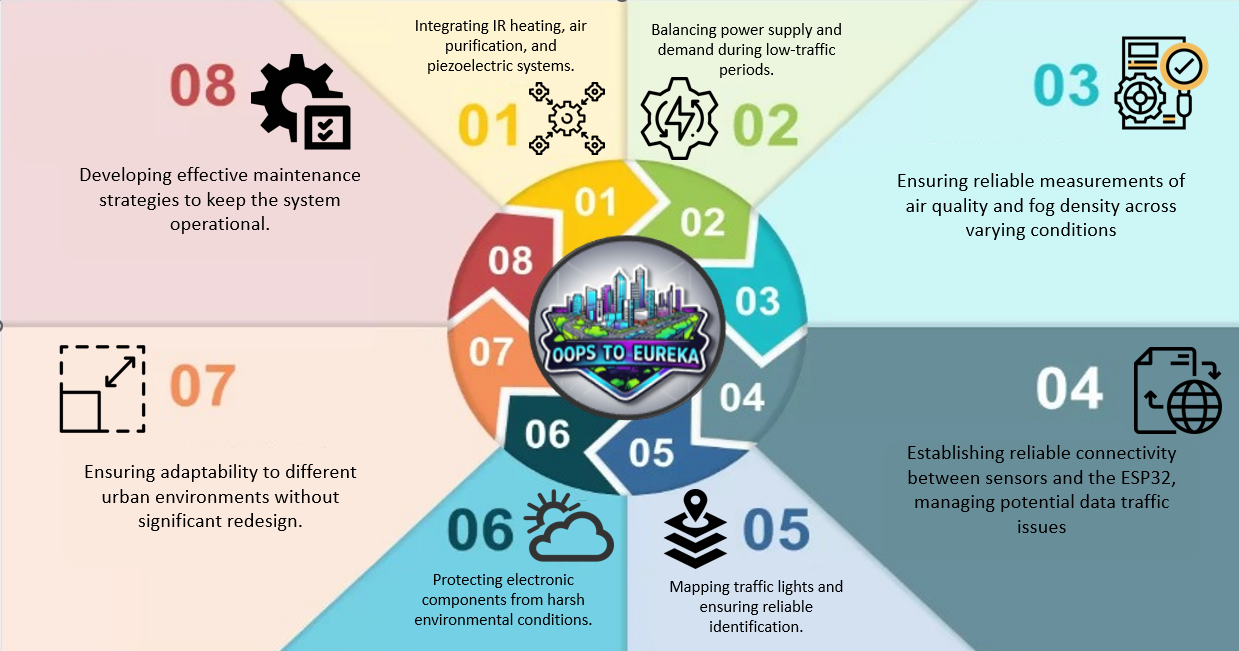 01
Integrating IR heating, air
purification, and
piezoelectric systems.
02
Balancing power supply and
demand during low-traffic
periods.
03
Ensuring reliable measurements of
air quality and fog density across
varying conditions
04
Establishing reliable connectivity
between sensors and the ESP32,
managing potential data traffic
issues
05
Mapping traffic lights and
ensuring reliable
identification.
06
Protecting electronic
components from harsh
environmental conditions.
07
Ensuring adaptability to different
urban environments without
significant redesign.
08
Developing effective maintenance
strategies to keep the system
operational.
01
02
03
04
05
06
07
08
OOPS TO EUREKA